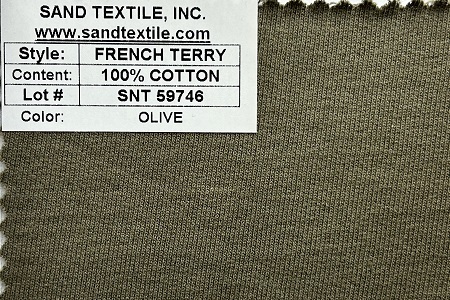 SAND TEXTILE, INC.
www.sandtextile.com
Style: FRENCH TERRY
Content: 100% COTTON
Lot # SNT 59746
Color: OLIVE